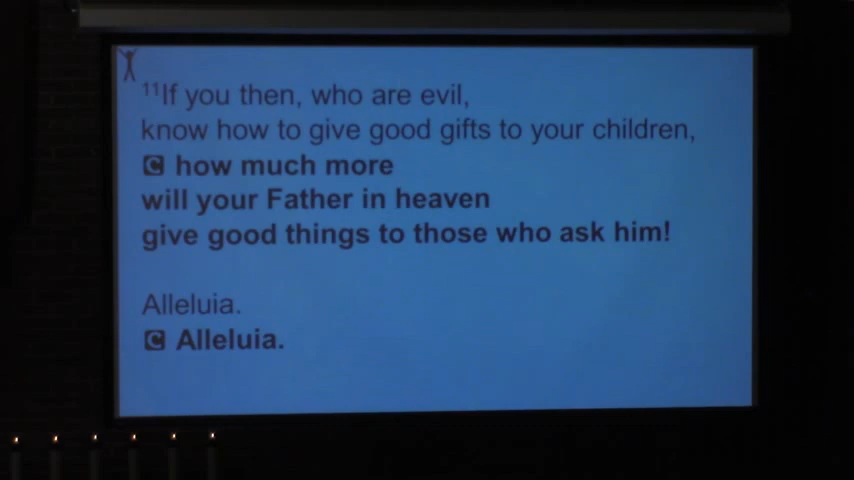 ¹¹If you then, who are evil,
know how to give good gifts to your children,
C how much more
will your Father in heaven
give good things to those who ask him!
Alleluia.
C Alleluia.